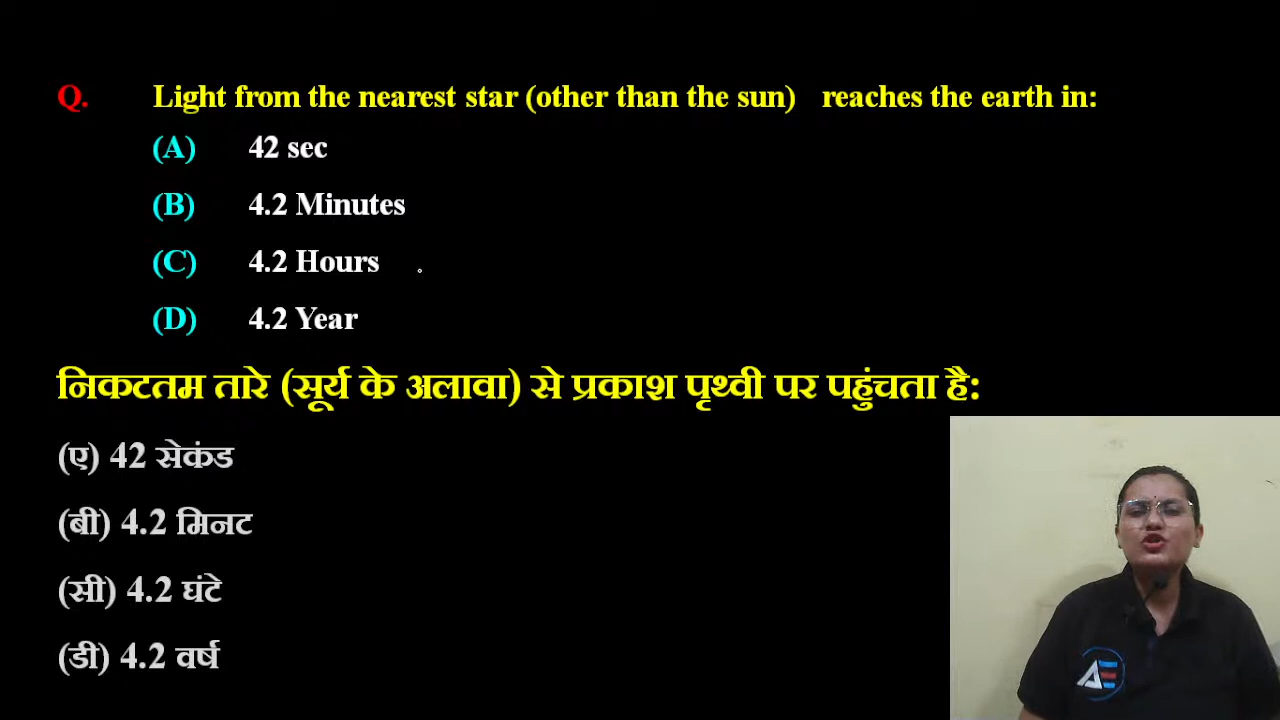 Q. Light from the nearest star (other than the sun) reaches the earth in:
(A) 42 sec
(B) 4.2 Minutes
(C) 4.2 Hours
(D) 4.2 Year
निकटतम तारे (सूर्य के अलावा) से प्रकाश पृथ्वी पर पहुंचता है:
(ए) 42 सेकंड
(बी) 4.2 मिनट
(सी) 4.2 घंटे
(डी) 4.2 वर्ष
AE